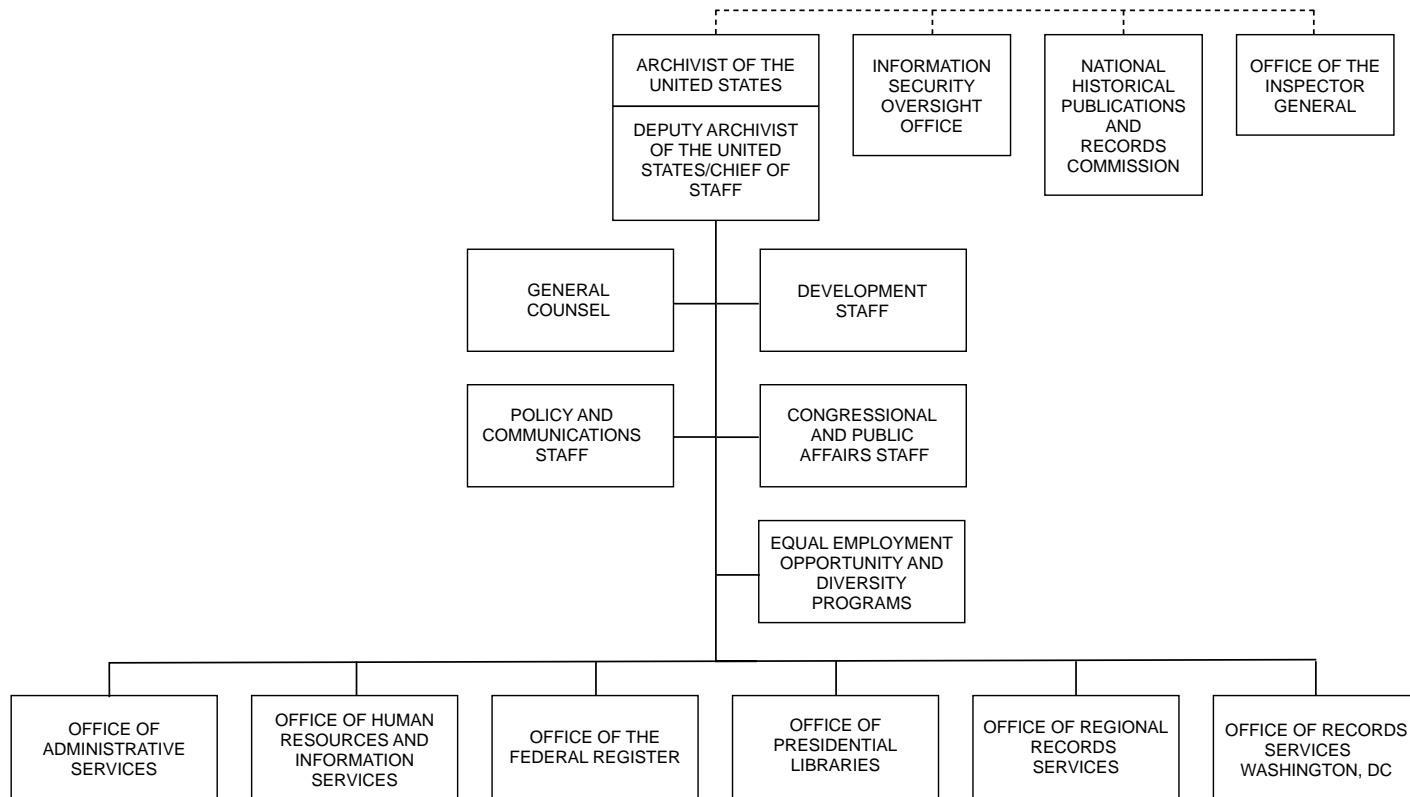 ARCHIVIST OF THE
UNITED STATES
DEPUTY ARCHIVIST
OF THE UNITED
STATES/CHIEF OF
STAFF
INFORMATION
SECURITY
OVERSIGHT
OFFICE
NATIONAL
HISTORICAL
PUBLICATIONS
AND
RECORDS
COMMISSION
OFFICE OF THE
INSPECTOR
GENERAL
GENERAL
COUNSEL
DEVELOPMENT
STAFF
POLICY AND
COMMUNICATIONS
STAFF
CONGRESSIONAL
AND PUBLIC
AFFAIRS STAFF
EQUAL EMPLOYMENT
OPPORTUNITY AND
DIVERSITY
PROGRAMS
OFFICE OF
ADMINISTRATIVE
SERVICES
OFFICE OF HUMAN
RESOURCES AND
INFORMATION
SERVICES
OFFICE OF THE
FEDERAL REGISTER
OFFICE OF
PRESIDENTIAL
LIBRARIES
OFFICE OF REGIONAL
RECORDS
SERVICES
OFFICE OF RECORDS
SERVICES
WASHINGTON, DC